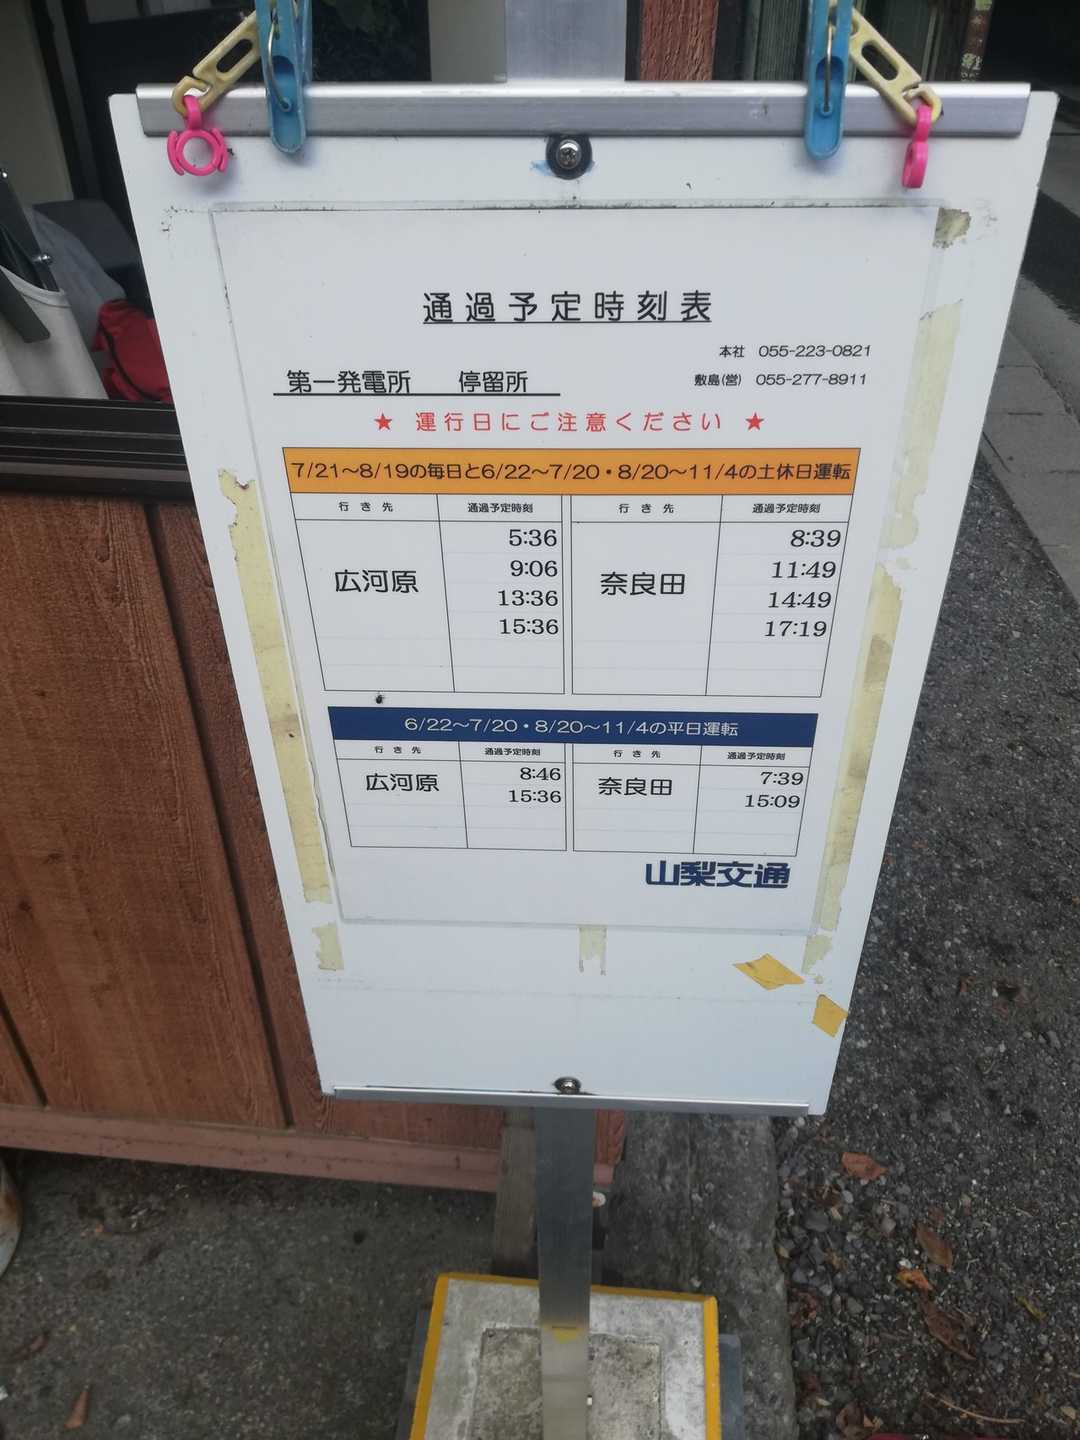 通過予定時刻表
本社 055-223-0821
第一発電所 停留所
敷島(営) 055-277-8911
★ 運行日にご注意ください ★
7/21～8/19の毎日と6/22～7/20・8/20～11/4の土休日運転
行き先 通過予定時刻 行き先 通過予定時刻
広河原 5:36 奈良田 8:39
9:06 11:49
13:36 14:49
15:36 17:19
6/22～7/20・8/20～11/4の平日運転
行き先 通過予定時刻 行き先 通過予定時刻
広河原 8:46 奈良田 7:39
15:36 15:09
山梨交通